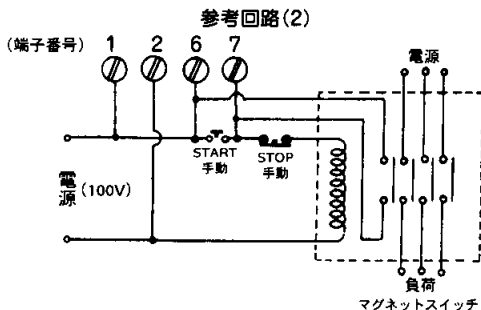 参考回路(2)
(端子番号) 1 2 6 7
電源
START
手動
STOP
手動
電源(100V)
負荷
マグネットスイッチ